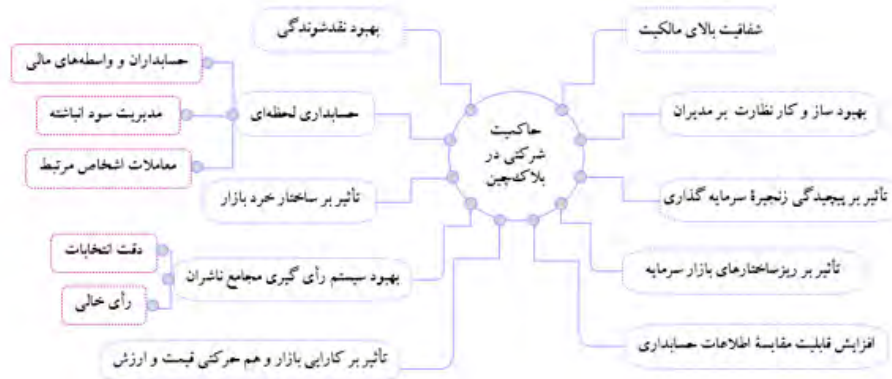 حاکمیت
شرکتی در
بلاک‌چین
شفافیت بالای مالکیت
بهبود ساز و کار نظارت بر مدیران
تأثیر بر پیچیدگی زنجیرهٔ سرمایه گذاری
تأثیر بر ریزساختارهای بازار سرمایه
افزایش قابلیت مقایسهٔ اطلاعات حسابداری
بهبود نقدشوندگی
حسابداری لحظه‌ای
حسابداران و واسطه‌های مالی
مدیریت سود انباشته
معاملات اشخاص مرتبط
تأثیر بر ساختار خرد بازار
بهبود سیستم رأی گیری مجامع ناشران
دقت انتخابات
رأی خالی
تأثیر بر کارایی بازار و هم حرکتی قیمت و ارزش